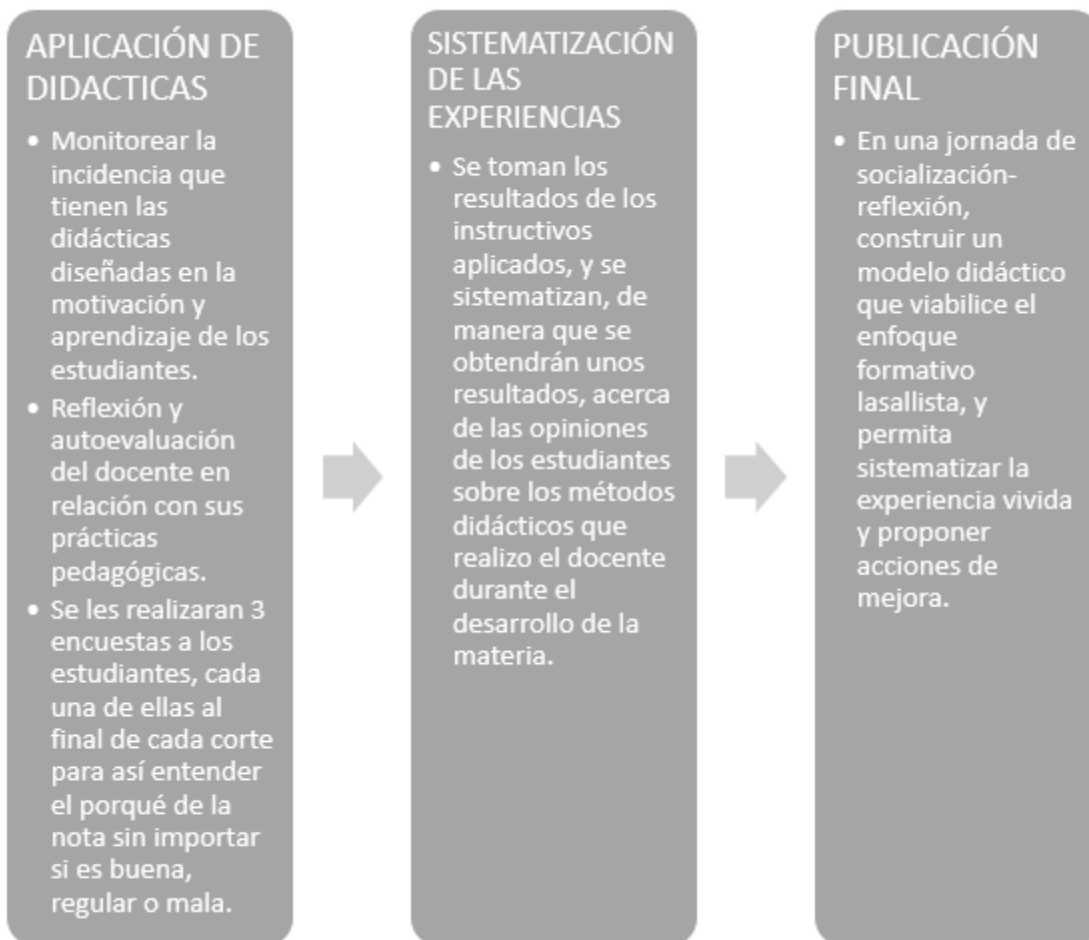 APLICACIÓN DE
DIDACTICAS
• Monitorear la
incidencia que
tienen las
didácticas
diseñadas en la
motivación y
aprendizaje de los
estudiantes.
• Reflexión y
autoevaluación
del docente en
relación con sus
prácticas
pedagógicas.
• Se les realizaran 3
encuestas a los
estudiantes, cada
una de ellas al
final de cada corte
para así entender
el porqué de la
nota sin importar
si es buena,
regular o mala.
SISTEMATIZACIÓN
DE LAS
EXPERIENCIAS
• Se toman los
resultados de los
instructivos
aplicados, y se
sistematizan, de
manera que se
obtendrán unos
resultados, acerca
de las opiniones
de los estudiantes
sobre los métodos
didácticos que
realizo el docente
durante el
desarrollo de la
materia.
PUBLICACIÓN
FINAL
• En una jornada de
socialización-
reflexión,
construir un
modelo didáctico
que viabilice el
enfoque
formativo
lasallista, y
permita
sistematizar la
experiencia vivida
y proponer
acciones de
mejora.